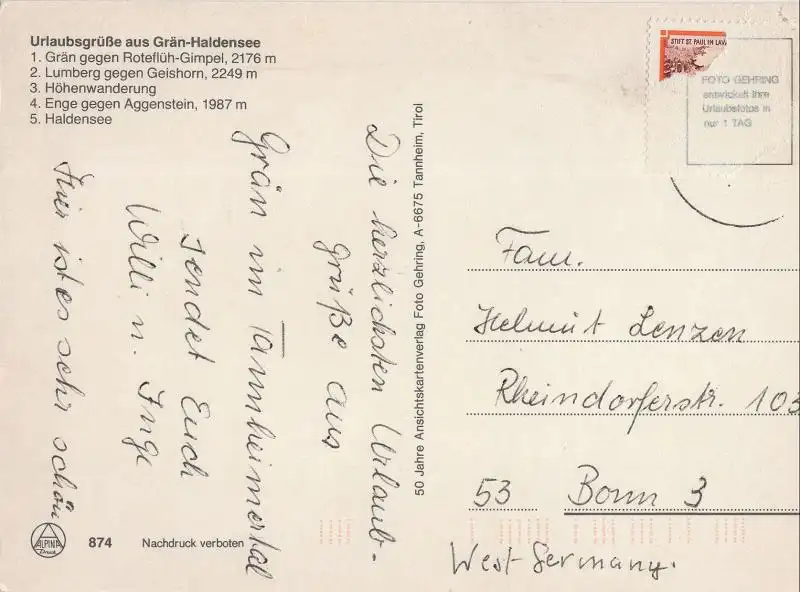 Urlaubsgrüße aus Grän-Haldensee
1. Grän gegen Roteflüh-Gimpel, 2176 m
2. Lumberg gegen Geishorn, 2249 m
3. Höhenwanderung
4. Enge gegen Aggenstein, 1987 m
5. Haldensee
Die herzlichsten Urlaub-
grüße aus
Grän im Tannheimertal
sendet Euch
Willi u. Inge
Hier ist es sehr schön
50 Jahre Ansichtskartenverlag Foto Gehring, A-6675 Tannheim, Tirol
STIFT ST. PAUL IM LAV
FOTO GEHRING
entwickelt Ihre
Urlaubsfotos in
nur 1 TAG
Fam.
Helmut Lenzen
Rheindorferstr. 103
53 Bonn 3
West-Germany.
ALPINA
Druck
874 Nachdruck verboten